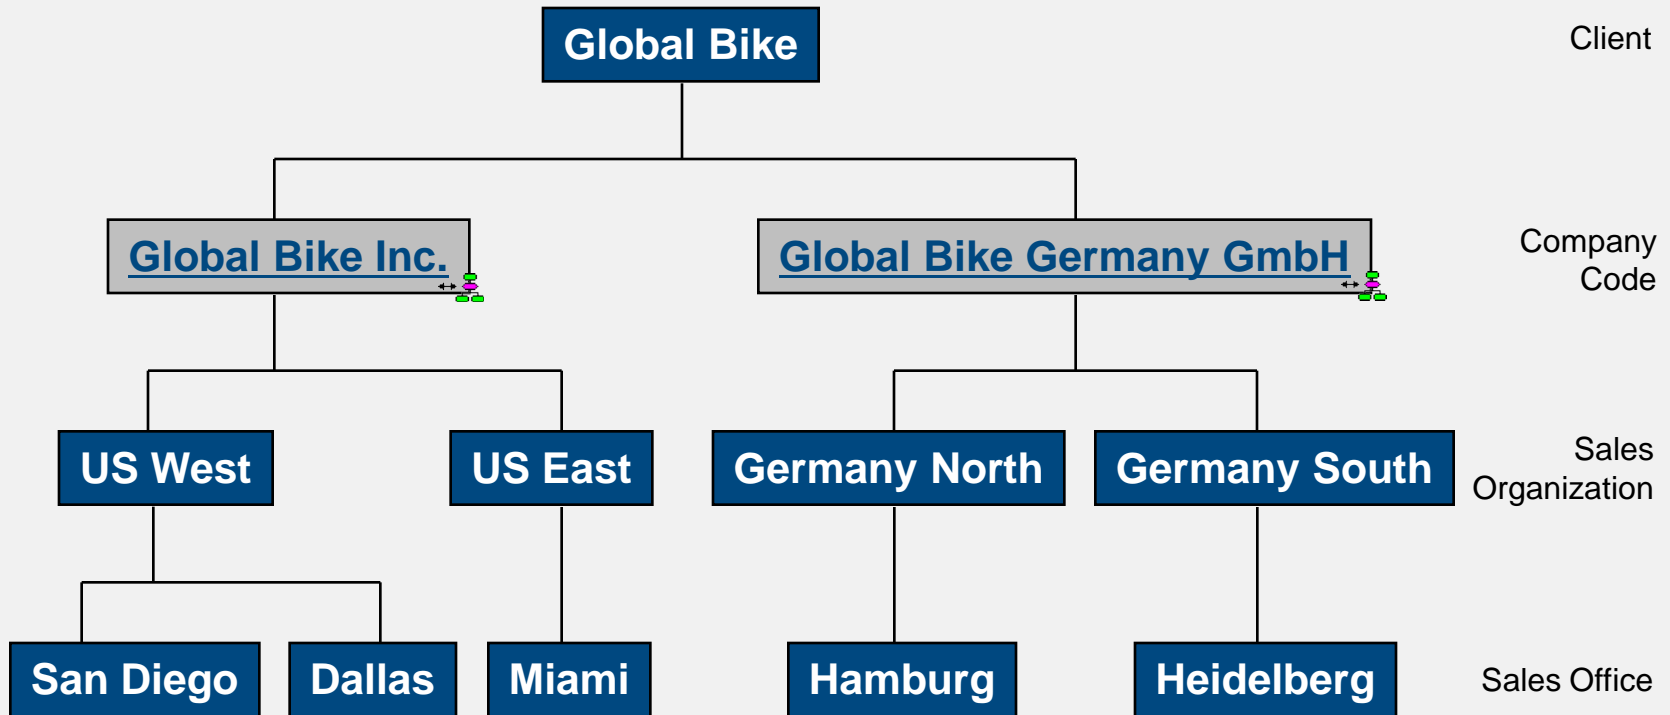 Global Bike
Client
Global Bike Inc.
Global Bike Germany GmbH
Company
Code
US West
US East
Germany North
Germany South
Sales
Organization
San Diego
Dallas
Miami
Hamburg
Heidelberg
Sales Office